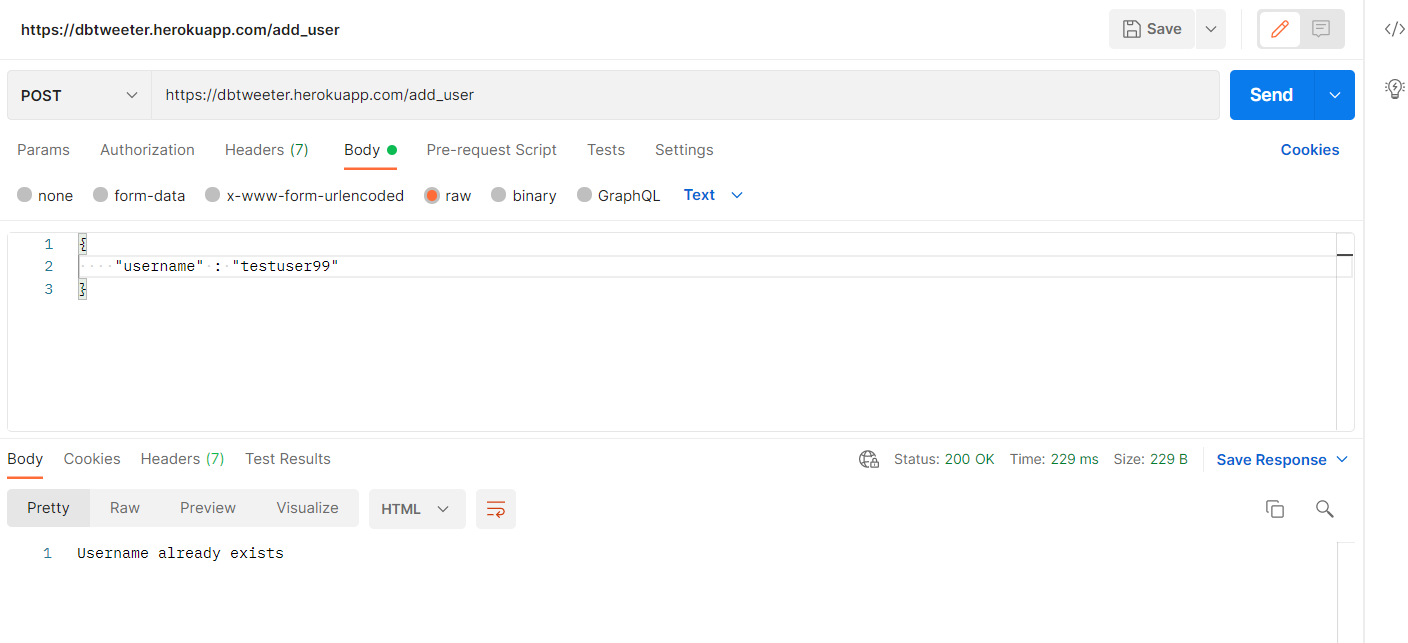 https://dbtweeter.herokuapp.com/add_user
Save
POST
https://dbtweeter.herokuapp.com/add_user
Send
Params Authorization Headers (7) Body Pre-request Script Tests Settings Cookies
none form-data x-www-form-urlencoded raw binary GraphQL Text
1 {
2 "username" : "testuser99"
3 }
Body Cookies Headers (7) Test Results Status: 200 OK Time: 229 ms Size: 229 B Save Response
Pretty Raw Preview Visualize HTML
1 Username already exists